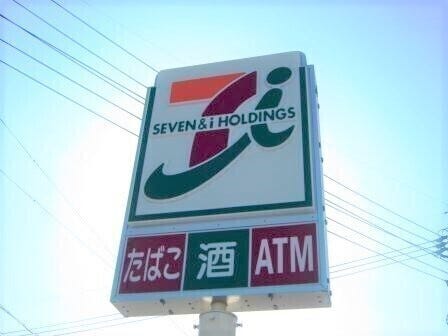 SEVEN & i HOLDINGS
たばこ 酒 ATM